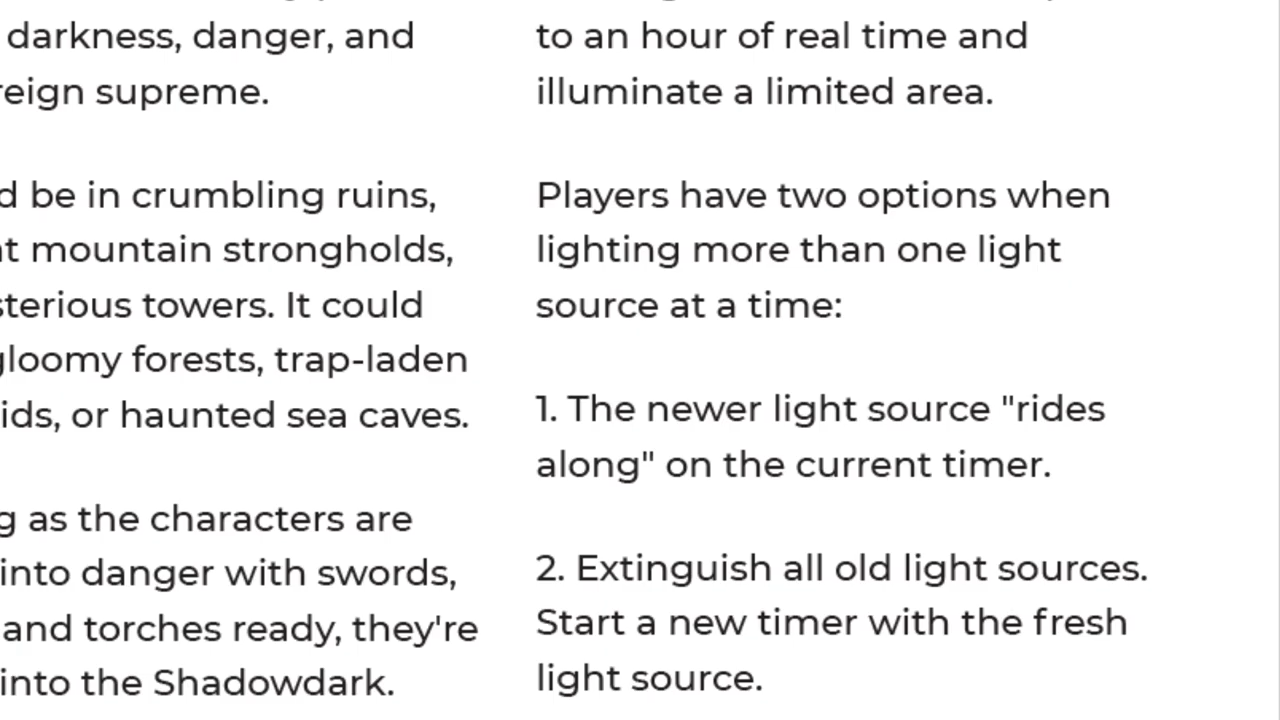 darkness, danger, and
reign supreme.
be in crumbling ruins,
mountain strongholds,
towers. It could
gloomy forests, trap-laden
or haunted sea caves.
as the characters are
into danger with swords,
and torches ready, they're
into the Shadowdark.
to an hour of real time and
illuminate a limited area.
Players have two options when
lighting more than one light
source at a time:
1. The newer light source "rides
along" on the current timer.
2. Extinguish all old light sources.
Start a new timer with the fresh
light source.